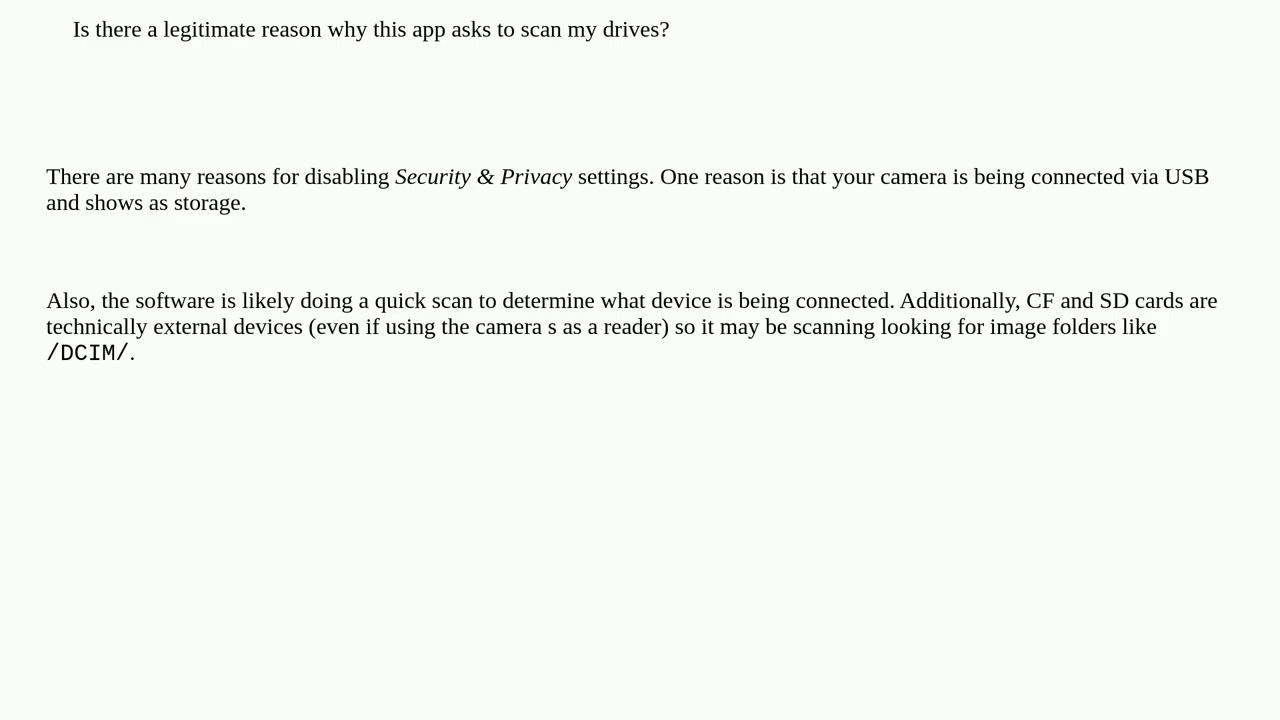 Is there a legitimate reason why this app asks to scan my drives?
There are many reasons for disabling Security & Privacy settings. One reason is that your camera is being connected via USB
and shows as storage.
Also, the software is likely doing a quick scan to determine what device is being connected. Additionally, CF and SD cards are
technically external devices (even if using the camera s as a reader) so it may be scanning looking for image folders like
/DCIM/.